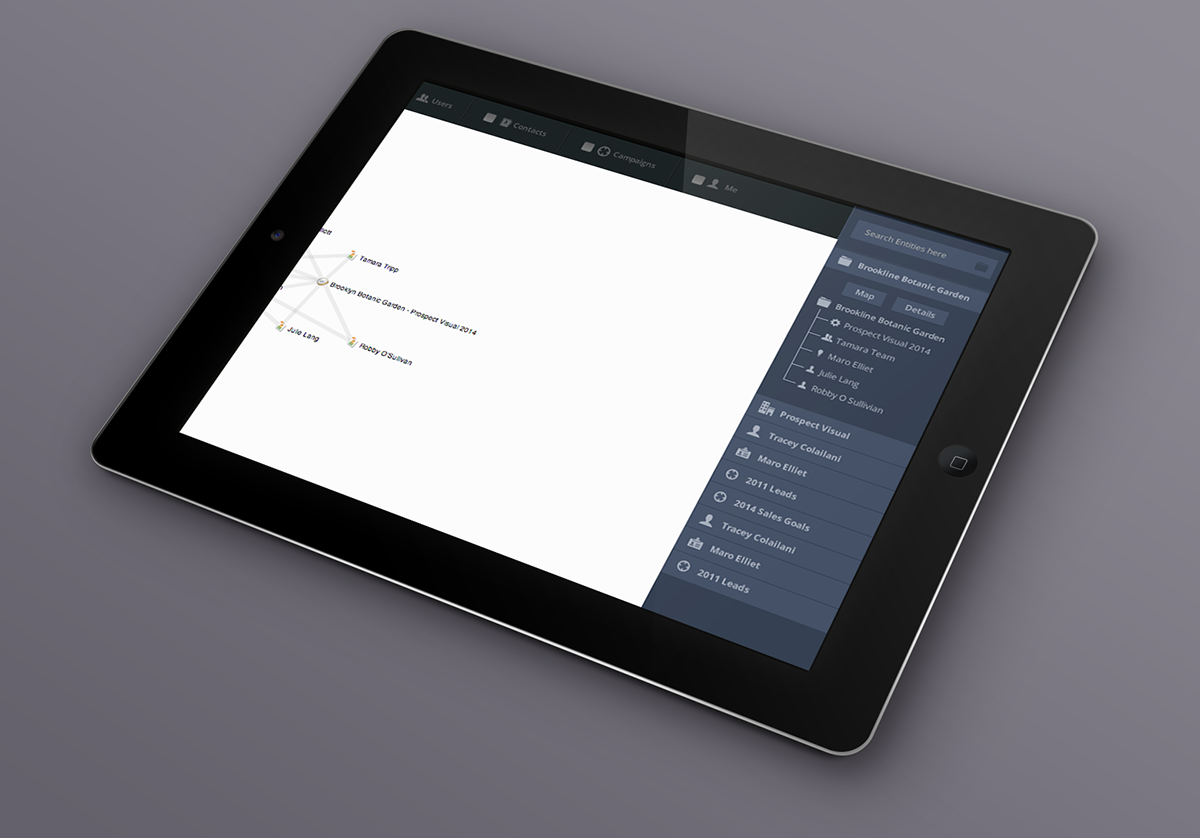 Users
Contacts
Campaigns
Me
Tamara Tripp
Brooklyn Botanic Garden - Prospect Visual 2014
Julie Lang
Robby O'Sullivan
Search Entities here
Brookline Botanic Garden
Map
Details
Brookline Botanic Garden
Prospect Visual 2014
Tamara Team
Maro Elliet
Julie Lang
Robby O Sullivian
Prospect Visual
Tracey Colailani
Maro Elliet
2011 Leads
2014 Sales Goals
Tracey Colailani
Maro Elliet
2011 Leads